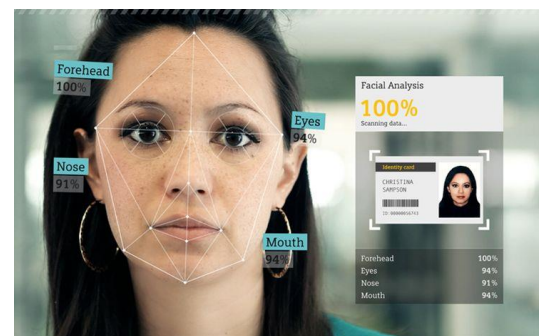 Forehead
100%
Eyes
94%
Nose
91%
Mouth
94%
Facial Analysis
100%
Scanning data...
Identity card
CHRISTINA
SAMPSON
Forehead 100%
Eyes 94%
Nose 91%
Mouth 94%